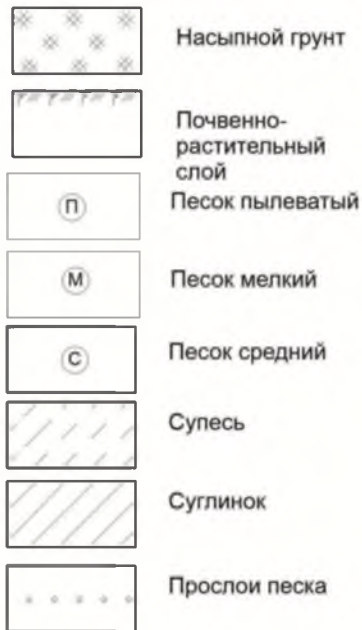 Насыпной грунт
Почвенно-
растительный
слой
П
Песок пылеватый
М
Песок мелкий
С
Песок средний
Супесь
Суглинок
Прослои песка